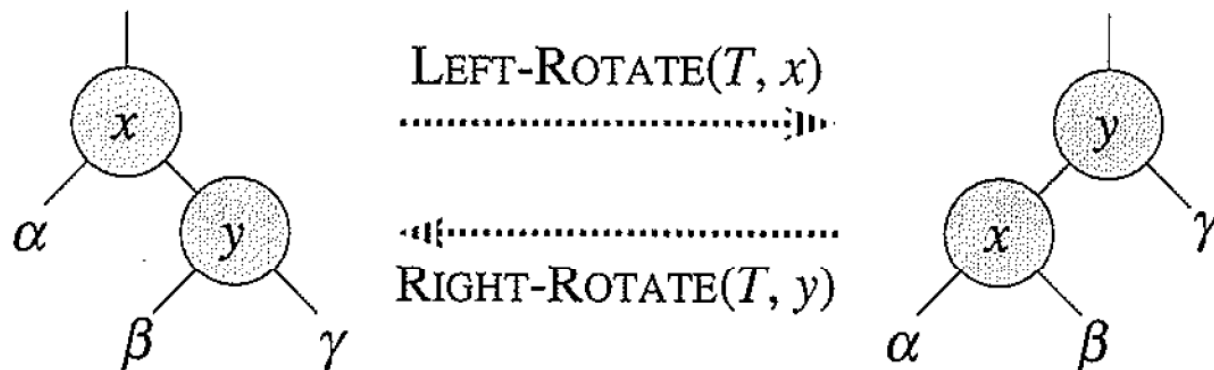 LEFT-ROTATE(T, x)
x
y
α
y
x
γ
RIGHT-ROTATE(T, y)
β
γ
α
β